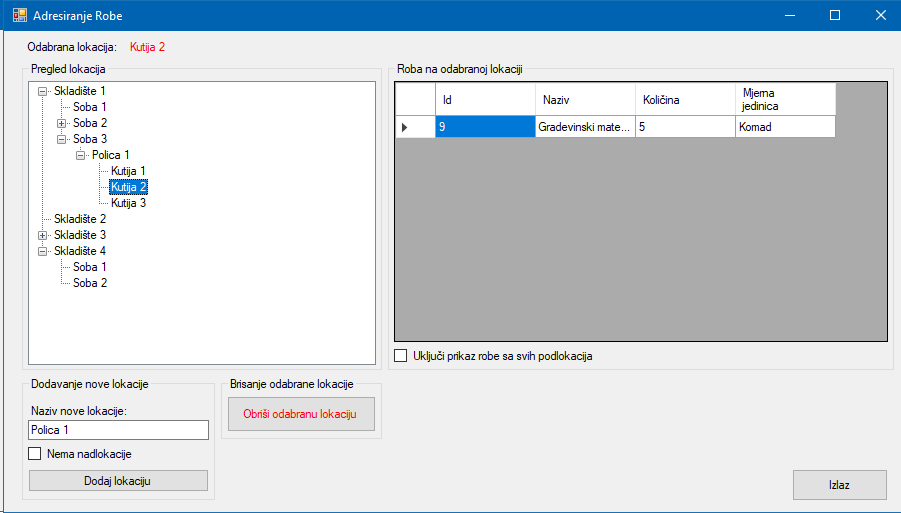 Adresiranje Robe
Odabrana lokacija: Kutija 2
Pregled lokacija
Skladište 1
Soba 1
Soba 2
Soba 3
Polica 1
Kutija 1
Kutija 2
Kutija 3
Skladište 2
Skladište 3
Skladište 4
Soba 1
Soba 2
Roba na odabranoj lokaciji
Id Naziv Količina Mjerna
jedinica
9 Građevinski mate... 5 Komad
Uključi prikaz robe sa svih podlokacija
Dodavanje nove lokacije
Naziv nove lokacije:
Polica 1
Nema nadlokacije
Dodaj lokaciju
Brisanje odabrane lokacije
Obriši odabranu lokaciju
Izlaz